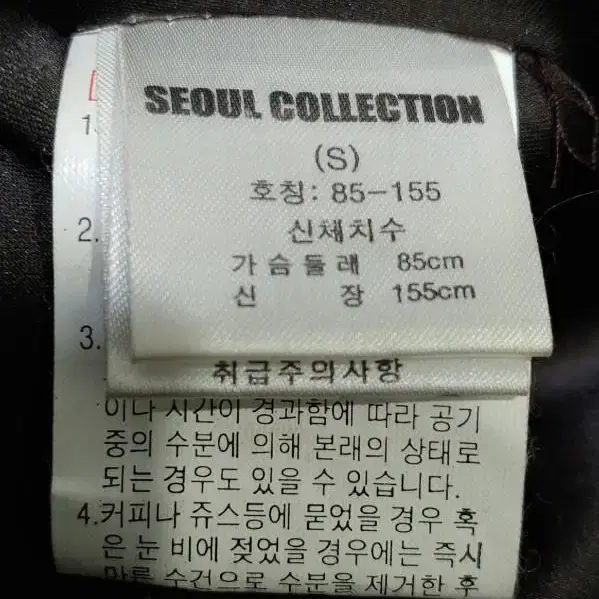 SEOUL COLLECTION
(S)
호칭: 85-155
신체치수
가슴둘레 85cm
신 장 155cm
취급주의사항
1.
2.
3.
이나 시간이 경과함에 따라 공기
중의 수분에 의해 본래의 상태로
되는 경우도 있을 수 있습니다.
4.커피나 쥬스등에 묻었을 경우 혹
은 눈 비에 젖었을 경우에는 즉시
마른 수건으로 수분을 제거한 후